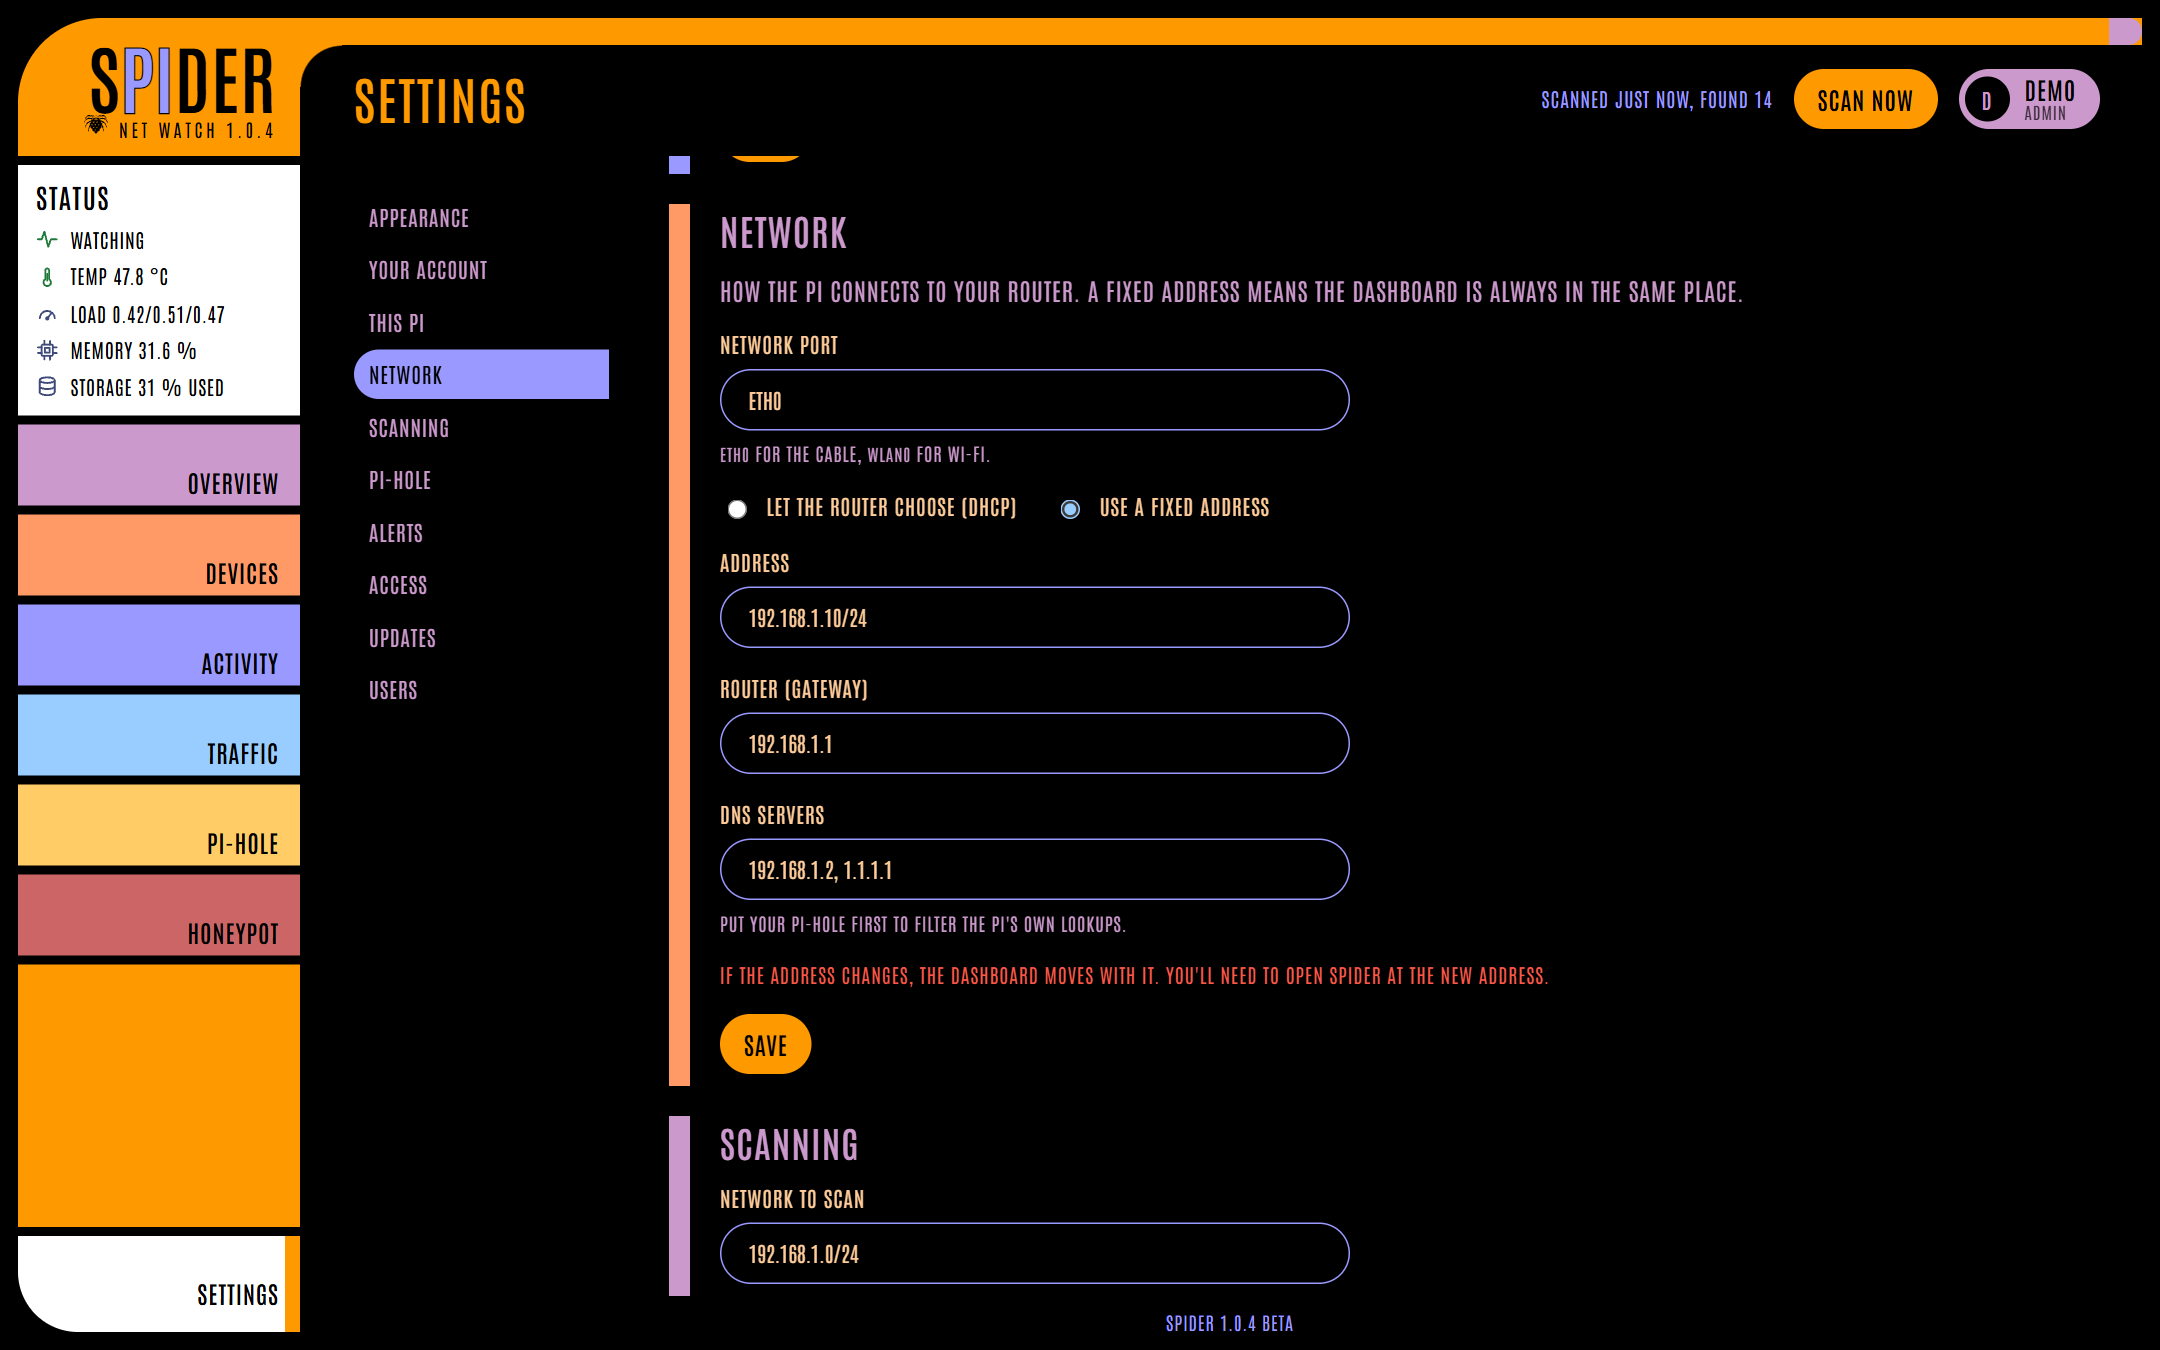 SPIDER
NET WATCH 1.0.4
SETTINGS
SCANNED JUST NOW, FOUND 14
SCAN NOW
D
DEMO
ADMIN
STATUS
WATCHING
TEMP 47.8 °C
LOAD 0.42/0.51/0.47
MEMORY 31.6 %
STORAGE 31 % USED
OVERVIEW
DEVICES
ACTIVITY
TRAFFIC
PI-HOLE
HONEYPOT
SETTINGS
APPEARANCE
YOUR ACCOUNT
THIS PI
NETWORK
SCANNING
PI-HOLE
ALERTS
ACCESS
UPDATES
USERS
NETWORK
HOW THE PI CONNECTS TO YOUR ROUTER. A FIXED ADDRESS MEANS THE DASHBOARD IS ALWAYS IN THE SAME PLACE.
NETWORK PORT
ETH0
ETH0 FOR THE CABLE, WLAN0 FOR WI-FI.
LET THE ROUTER CHOOSE (DHCP)
USE A FIXED ADDRESS
ADDRESS
192.168.1.10/24
ROUTER (GATEWAY)
192.168.1.1
DNS SERVERS
192.168.1.2, 1.1.1.1
PUT YOUR PI-HOLE FIRST TO FILTER THE PI'S OWN LOOKUPS.
IF THE ADDRESS CHANGES, THE DASHBOARD MOVES WITH IT. YOU'LL NEED TO OPEN SPIDER AT THE NEW ADDRESS.
SAVE
SCANNING
NETWORK TO SCAN
192.168.1.0/24
SPIDER 1.0.4 BETA